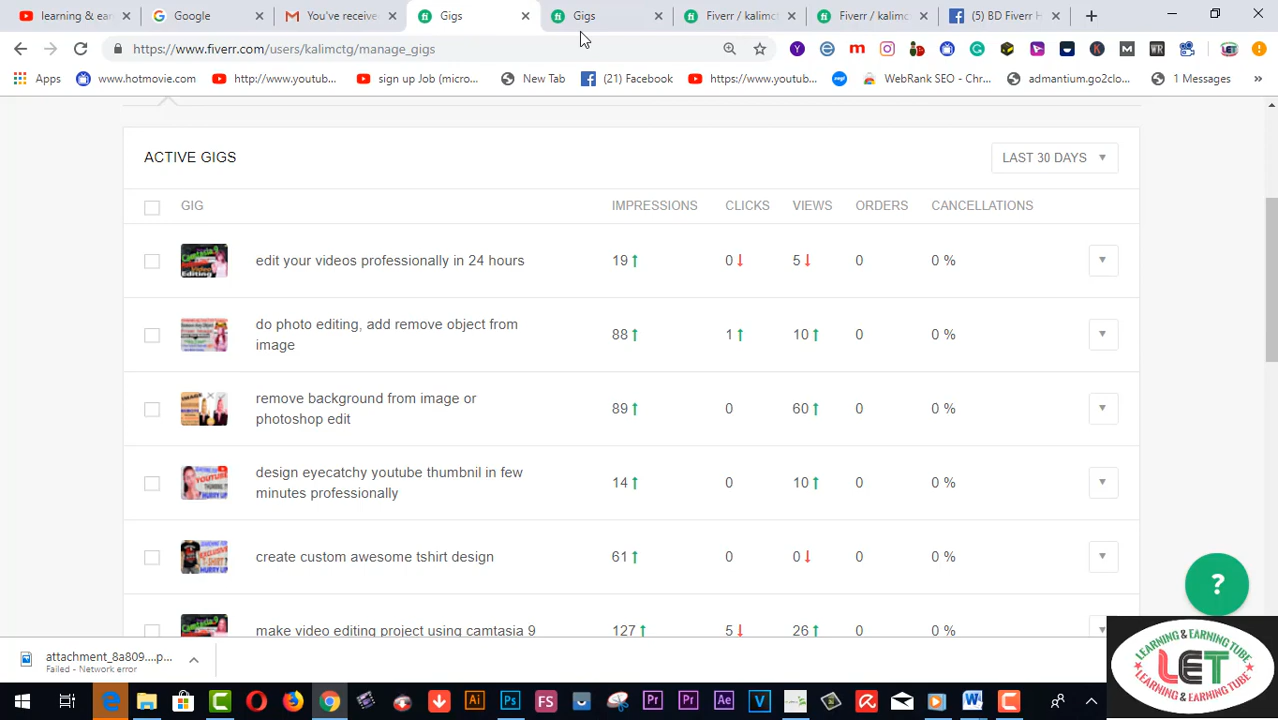 learning & ear
Google
You've receive
Gigs
Gigs
Fiverr / kalimc
Fiverr / kalimc
(5) BD Fiverr H
https://www.fiverr.com/users/kalimctg/manage_gigs
Apps
www.hotmovie.com
http://www.youtub...
sign up Job (micro...
New Tab
(21) Facebook
https://www.youtub...
WebRank SEO - Chr...
admantium.go2clo...
1 Messages
ACTIVE GIGS
LAST 30 DAYS
GIG IMPRESSIONS CLICKS VIEWS ORDERS CANCELLATIONS
edit your videos professionally in 24 hours 19 0 5 0 0 %
do photo editing, add remove object from
image
88 1 10 0 0 %
remove background from image or
photoshop edit
89 0 60 0 0 %
design eyecatchy youtube thumbnil in few
minutes professionally
14 0 10 0 0 %
create custom awesome tshirt design 61 0 0 0 0 %
make video editing project using camtasia 9 127 5 26 0 0 %
?
attachment_8a809....p...
Failed - Network error
LEARNING & EARNING TUBE
LET
LEARNING & EARNING TUBE